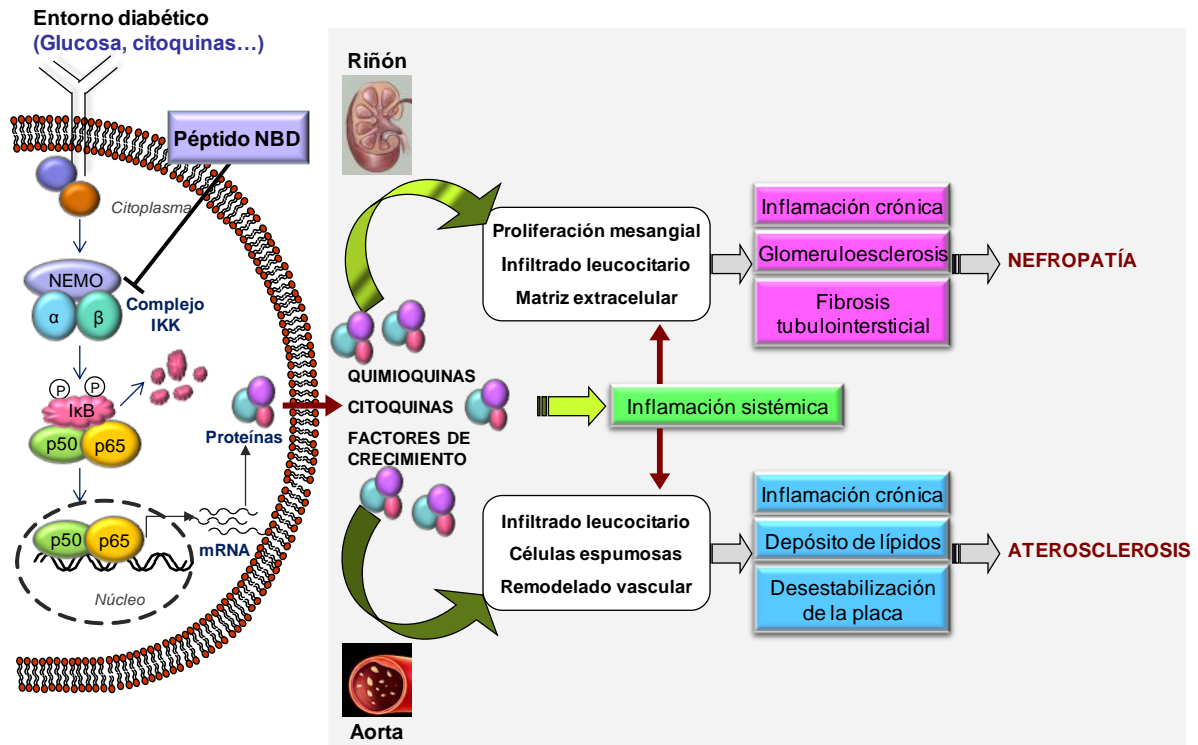 Entorno diabético
(Glucosa, citoquinas…)
Péptido NBD
Citoplasma
NEMO
α
β
Complejo
IKK
P
P
IκB
p50
p65
Proteínas
p50
p65
mRNA
Núcleo
Riñón
Proliferación mesangial
Infiltrado leucocitario
Matriz extracelular
Inflamación crónica
Glomeruloesclerosis
Fibrosis
tubulointersticial
NEFROPATÍA
QUIMIOQUINAS
CITOQUINAS
FACTORES DE
CRECIMIENTO
Inflamación sistémica
Infiltrado leucocitario
Células espumosas
Remodelado vascular
Inflamación crónica
Depósito de lípidos
Desestabilización
de la placa
ATEROSCLEROSIS
Aorta